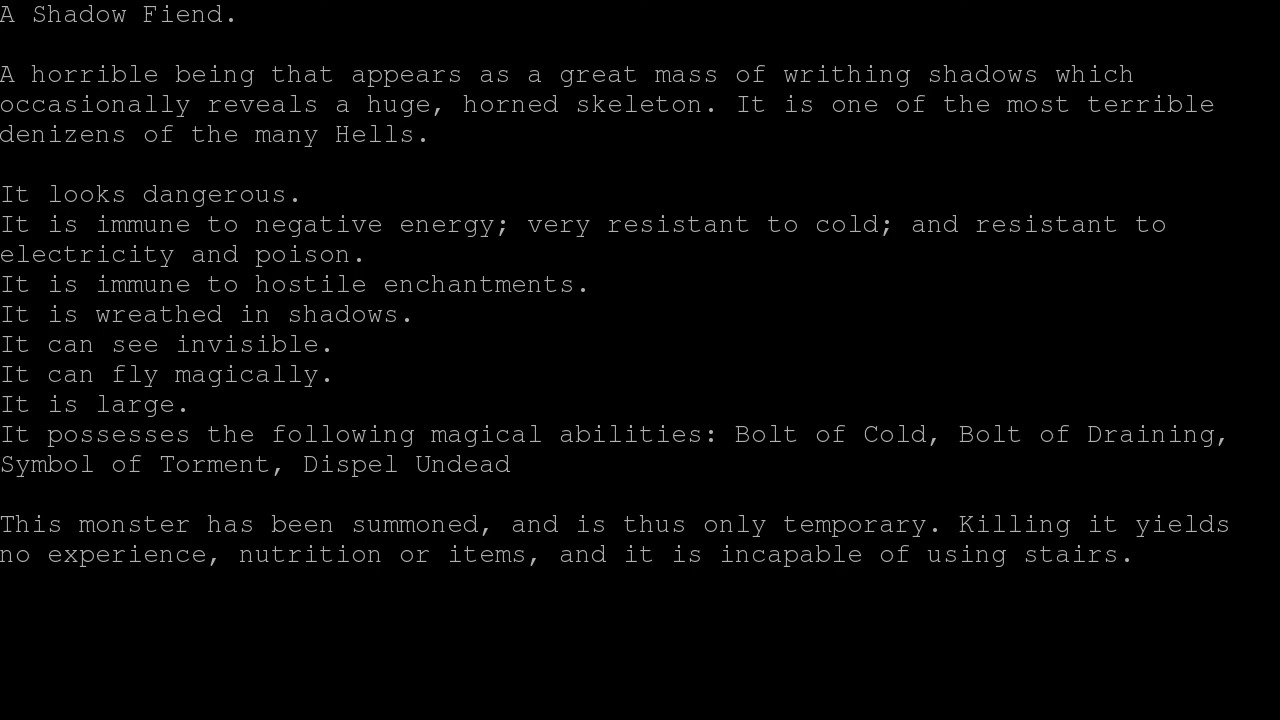 A Shadow Fiend.
A horrible being that appears as a great mass of writhing shadows which
occasionally reveals a huge, horned skeleton. It is one of the most terrible
denizens of the many Hells.
It looks dangerous.
It is immune to negative energy; very resistant to cold; and resistant to
electricity and poison.
It is immune to hostile enchantments.
It is wreathed in shadows.
It can see invisible.
It can fly magically.
It is large.
It possesses the following magical abilities: Bolt of Cold, Bolt of Draining,
Symbol of Torment, Dispel Undead
This monster has been summoned, and is thus only temporary. Killing it yields
no experience, nutrition or items, and it is incapable of using stairs.